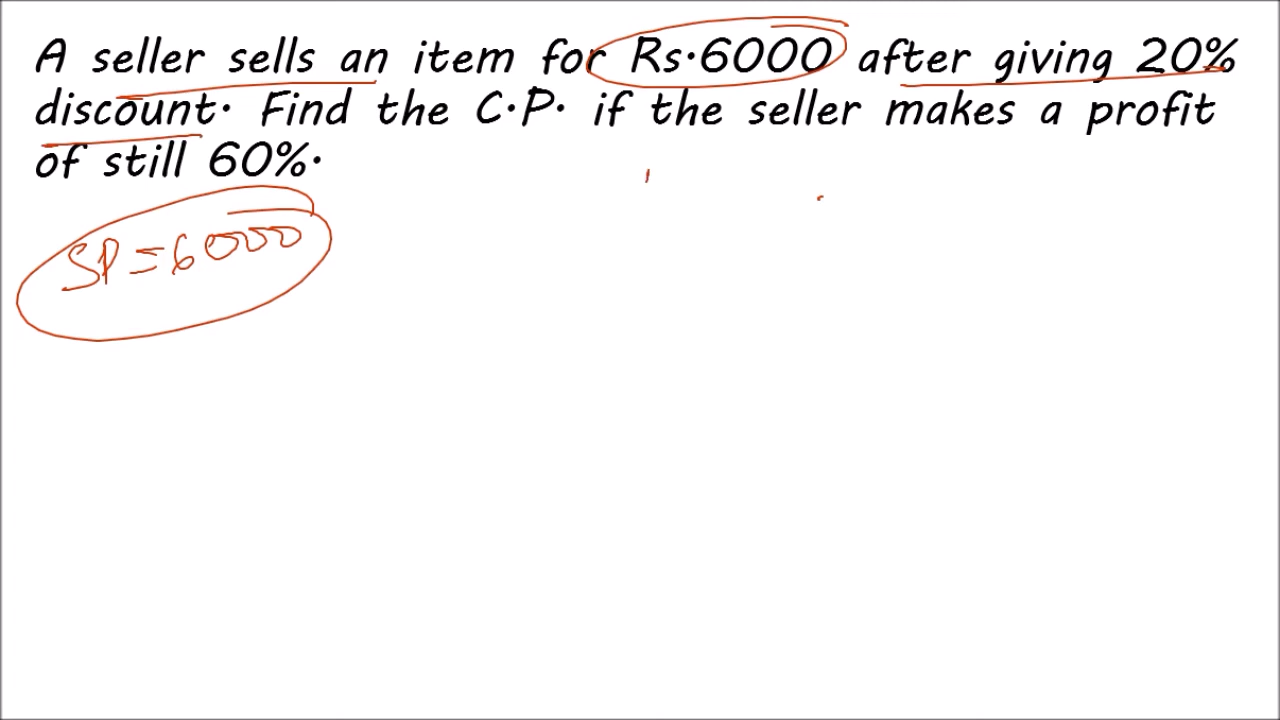 A seller sells an item for Rs.6000 after giving 20%
discount. Find the C.P. if the seller makes a profit
of still 60%.
SP=6000